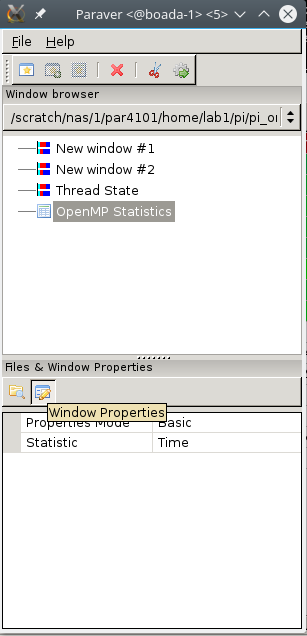 Paraver <@boada-1> <5>
File Help
Window browser
/scratch/nas/1/par4101/home/lab1/pi/pi_o
New window #1
New window #2
Thread State
OpenMP Statistics
Files & Window Properties
Window Properties
Properties Mode Basic
Statistic Time